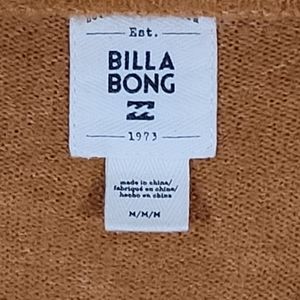 Est.
BILLA
BONG
1973
made in china/
fabriqué en chine/
hecho en china
M/M/M